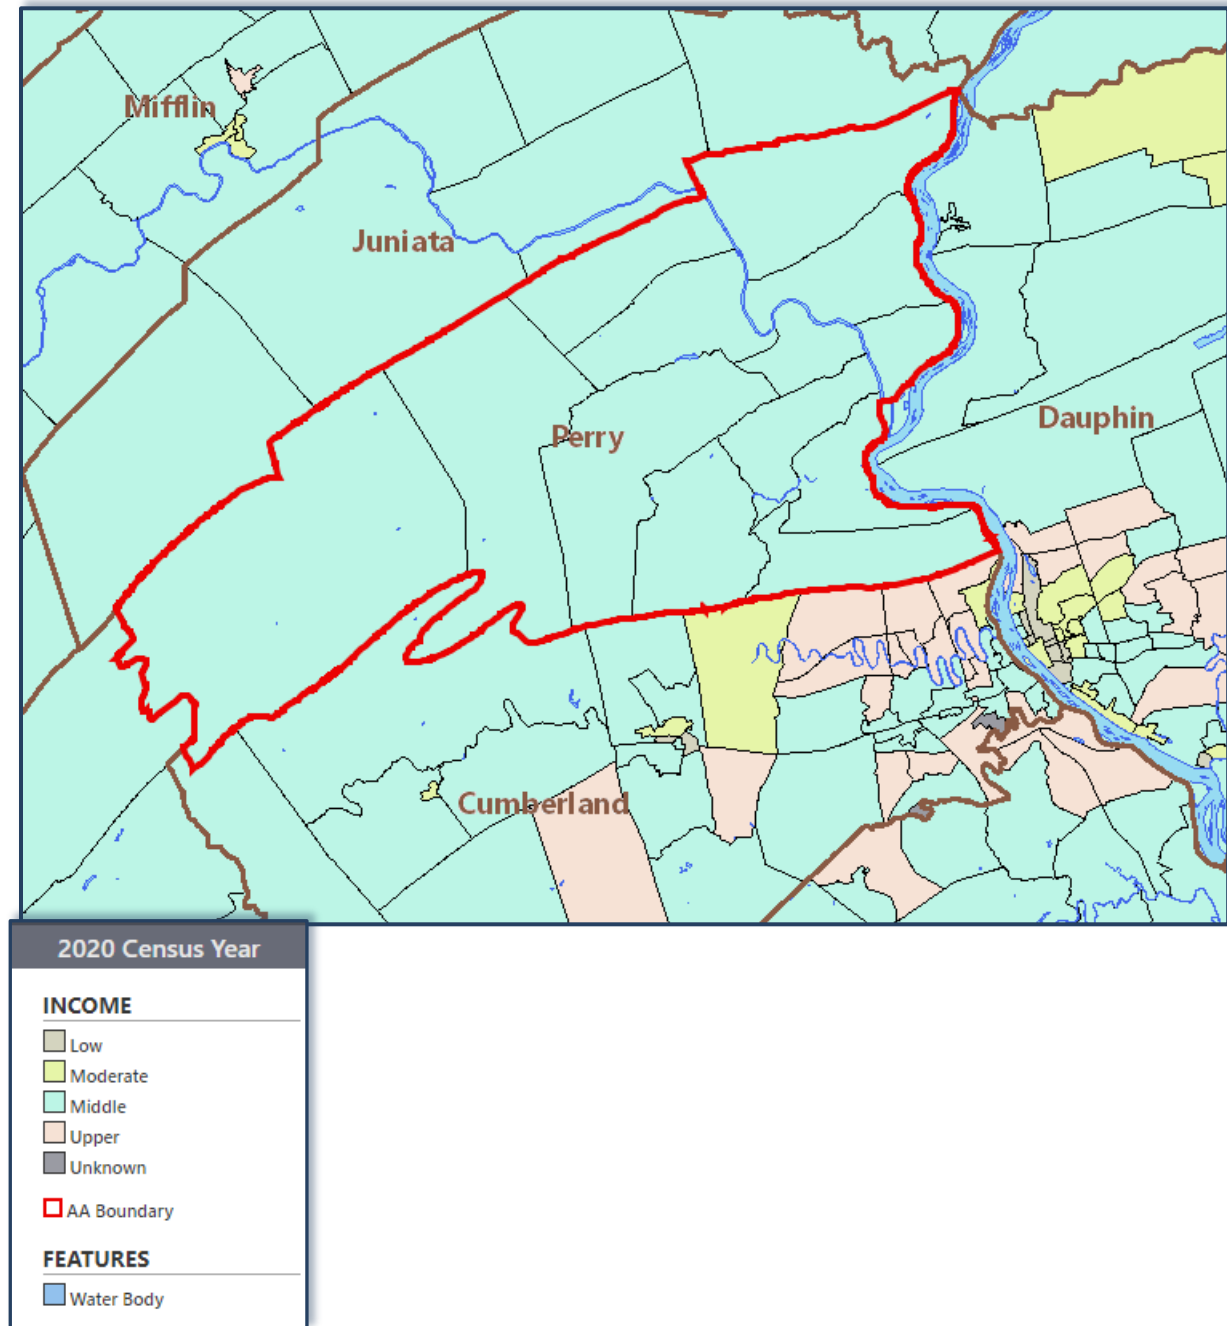 Mifflin
Juniata
Perry
Dauphin
Cumberland
2020 Census Year
INCOME
Low
Moderate
Middle
Upper
Unknown
AA Boundary
FEATURES
Water Body